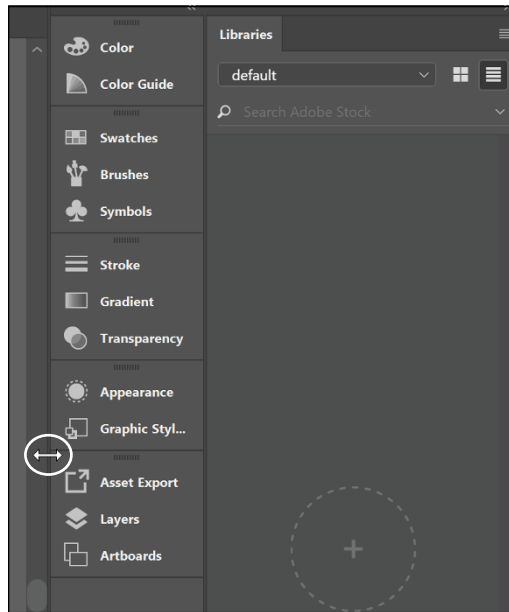 Libraries
default
Search Adobe Stock
Color
Color Guide
Swatches
Brushes
Symbols
Stroke
Gradient
Transparency
Appearance
Graphic Styl...
Asset Export
Layers
Artboards